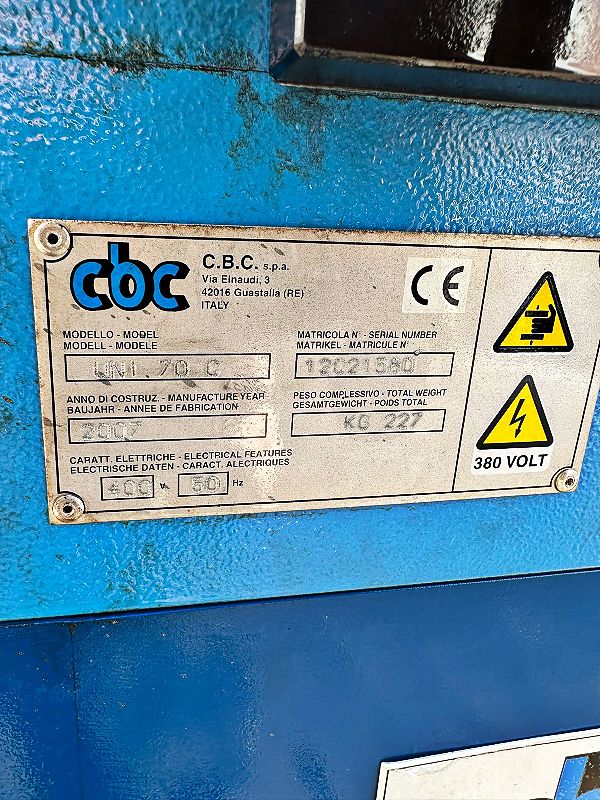 cbc
C.B.C. s.p.a.
Via Einaudi, 3
42016 Guastalla (RE)
ITALY
CE
MODELLO - MODEL
MODELL - MODELE
UNI.70 C
MATRICOLA N° - SERIAL NUMBER
MATRIKEL - MATRICULE N°
12C21580
ANNO DI COSTRUZ. - MANUFACTURE YEAR
BAUJAHR - ANNEE DE FABRICATION
2007
PESO COMPLESSIVO - TOTAL WEIGHT
GESAMTGEWICHT - POIDS TOTAL
KG 227
CARATT. ELETTRICHE - ELECTRICAL FEATURES
ELECTRISCHE DATEN - CARACT. ALECTRIQUES
400 V. 50 Hz
380 VOLT